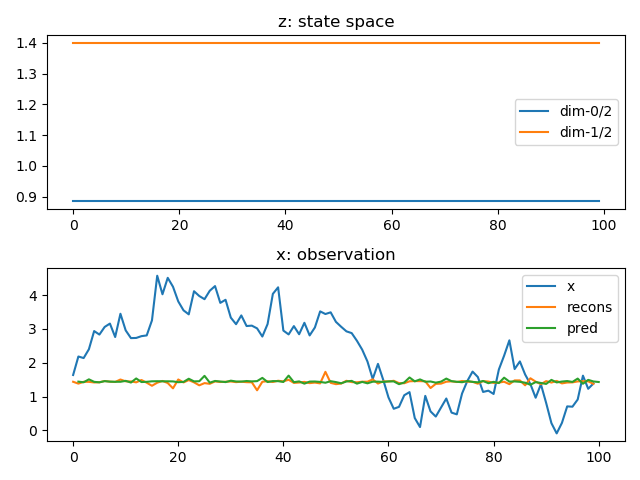 z: state space
1.4
1.3
1.2
1.1
1.0
0.9
dim-0/2
dim-1/2
0 20 40 60 80 100
x: observation
4
3
2
1
0
x
recons
pred
0 20 40 60 80 100